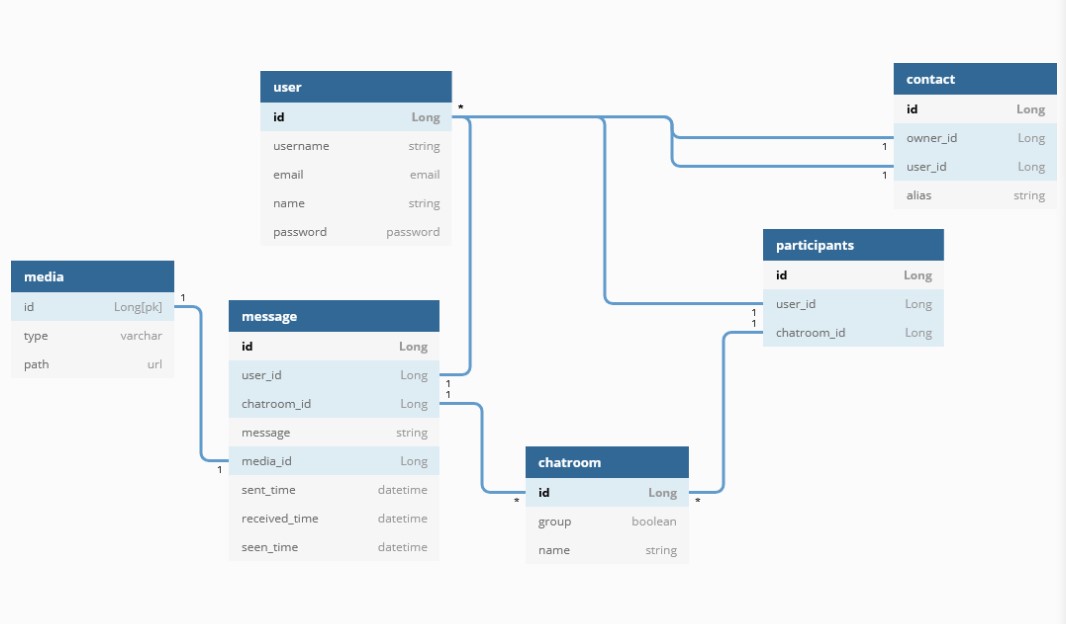 user
id Long
username string
email email
name string
password password
*
contact
id Long
owner_id Long
user_id Long
alias string
1
1
participants
id Long
user_id Long
chatroom_id Long
1
1
media
id Long[pk]
type varchar
path url
1
message
id Long
user_id Long
chatroom_id Long
message string
media_id Long
sent_time datetime
received_time datetime
seen_time datetime
1
1
1
chatroom
id Long
group boolean
name string
*
*